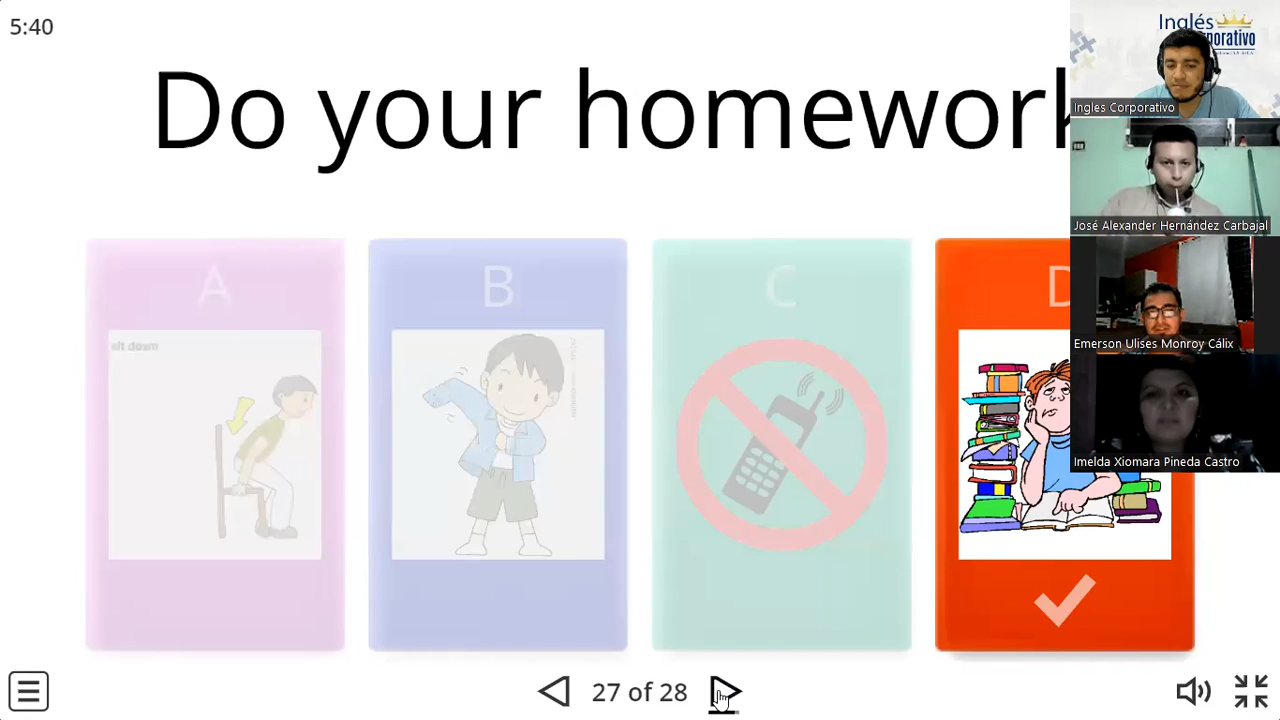 5:40
Do your homework
Inglés
Ingles Corporativo
José Alexander Hernández Carbajal
Emerson Ulises Monroy Cálix
Imelda Xiomara Pineda Castro
A
B
C
D
sit down
27 of 28